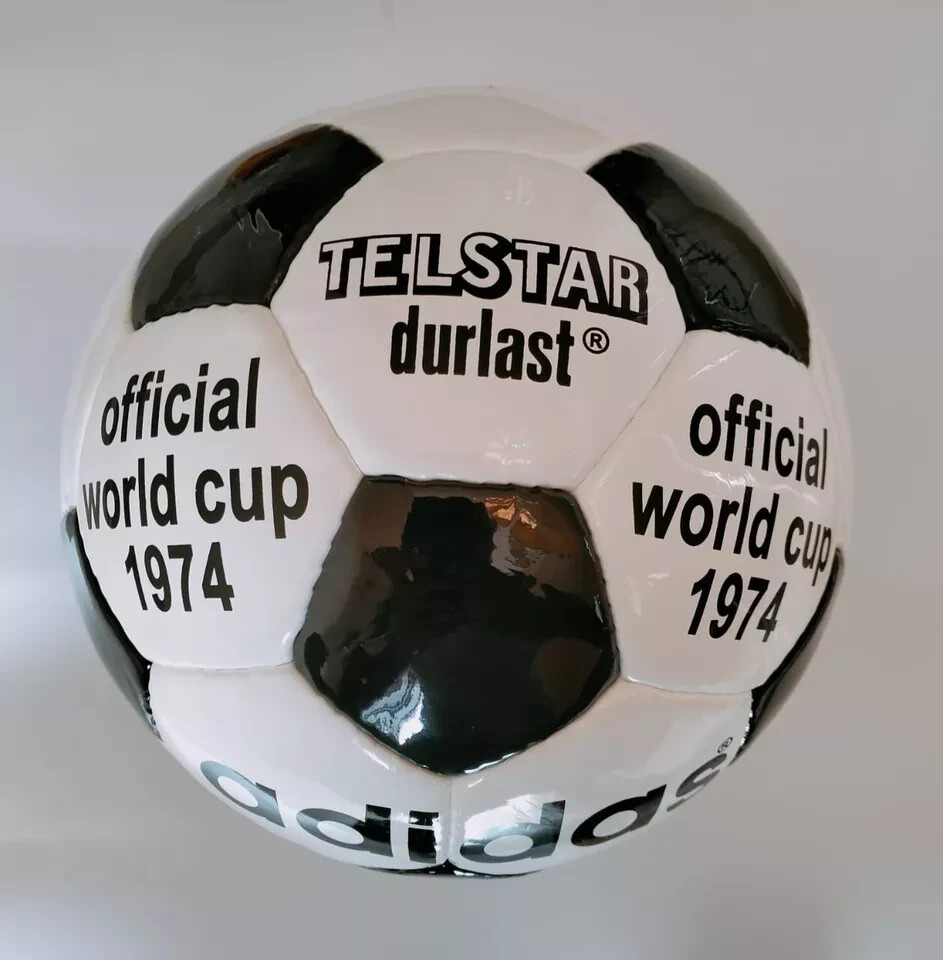 TELSTAR
durlast®
official
world cup
1974
official
world cup
1974
adidas®